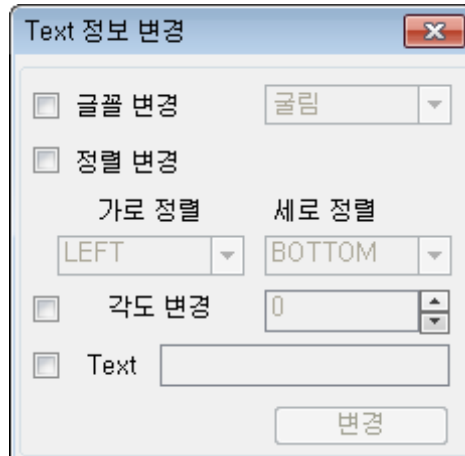 Text 정보 변경
글꼴 변경 굴림
정렬 변경
가로 정렬 세로 정렬
LEFT BOTTOM
각도 변경 0
Text
변경